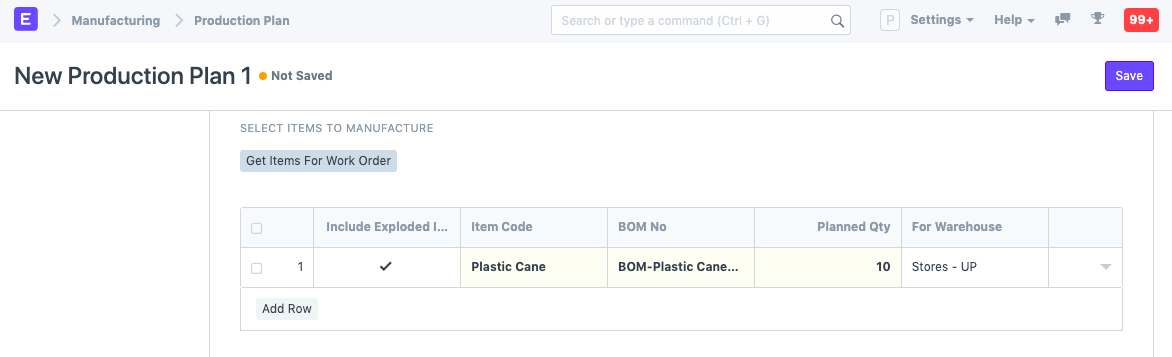 E Manufacturing Production Plan Search or type a command (Ctrl + G) P Settings Help 99+
New Production Plan 1 Not Saved Save
SELECT ITEMS TO MANUFACTURE
Get Items For Work Order
Include Exploded I... Item Code BOM No Planned Qty For Warehouse
1 Plastic Cane BOM-Plastic Cane... 10 Stores - UP
Add Row